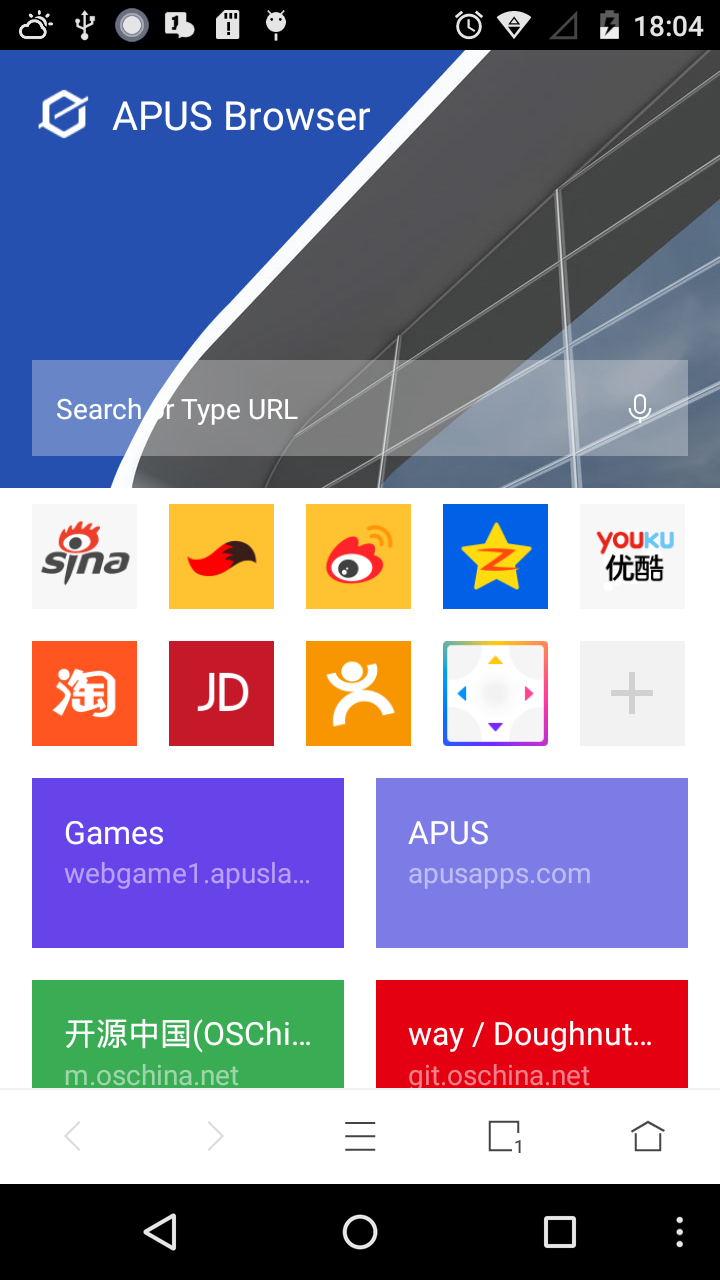 18:04
APUS Browser
Search or Type URL
sina
YOUKU
优酷
淘
JD
Games
webgame1.apusla...
APUS
apusapps.com
开源中国(OSChi...
m.oschina.net
way / Doughnut...
git.oschina.net
1